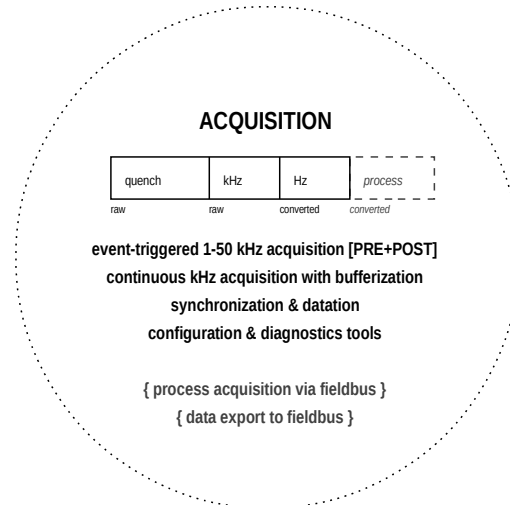 ACQUISITION
quench kHz Hz process
raw raw converted converted
event-triggered 1-50 kHz acquisition [PRE+POST]
continuous kHz acquisition with bufferization
synchronization & datation
configuration & diagnostics tools
{ process acquisition via fieldbus }
{ data export to fieldbus }